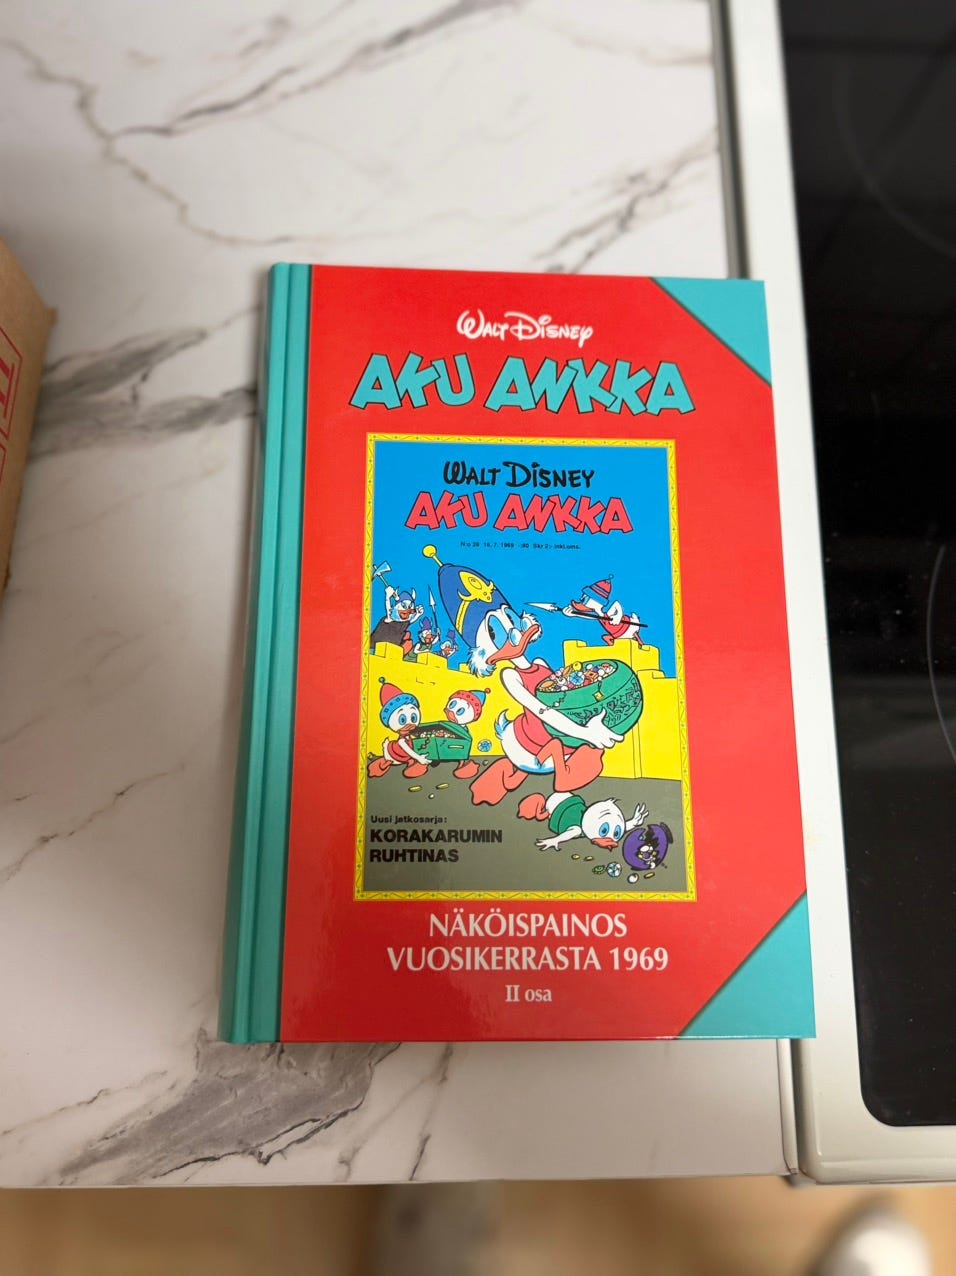 WALT DISNEY
AKU ANKKA
WALT DISNEY
AKU ANKKA
Uusi jatkosarja:
KORAKARUMIN
RUHTINAS
NÄKÖISPAINOS
VUOSIKERRASTA 1969
II osa